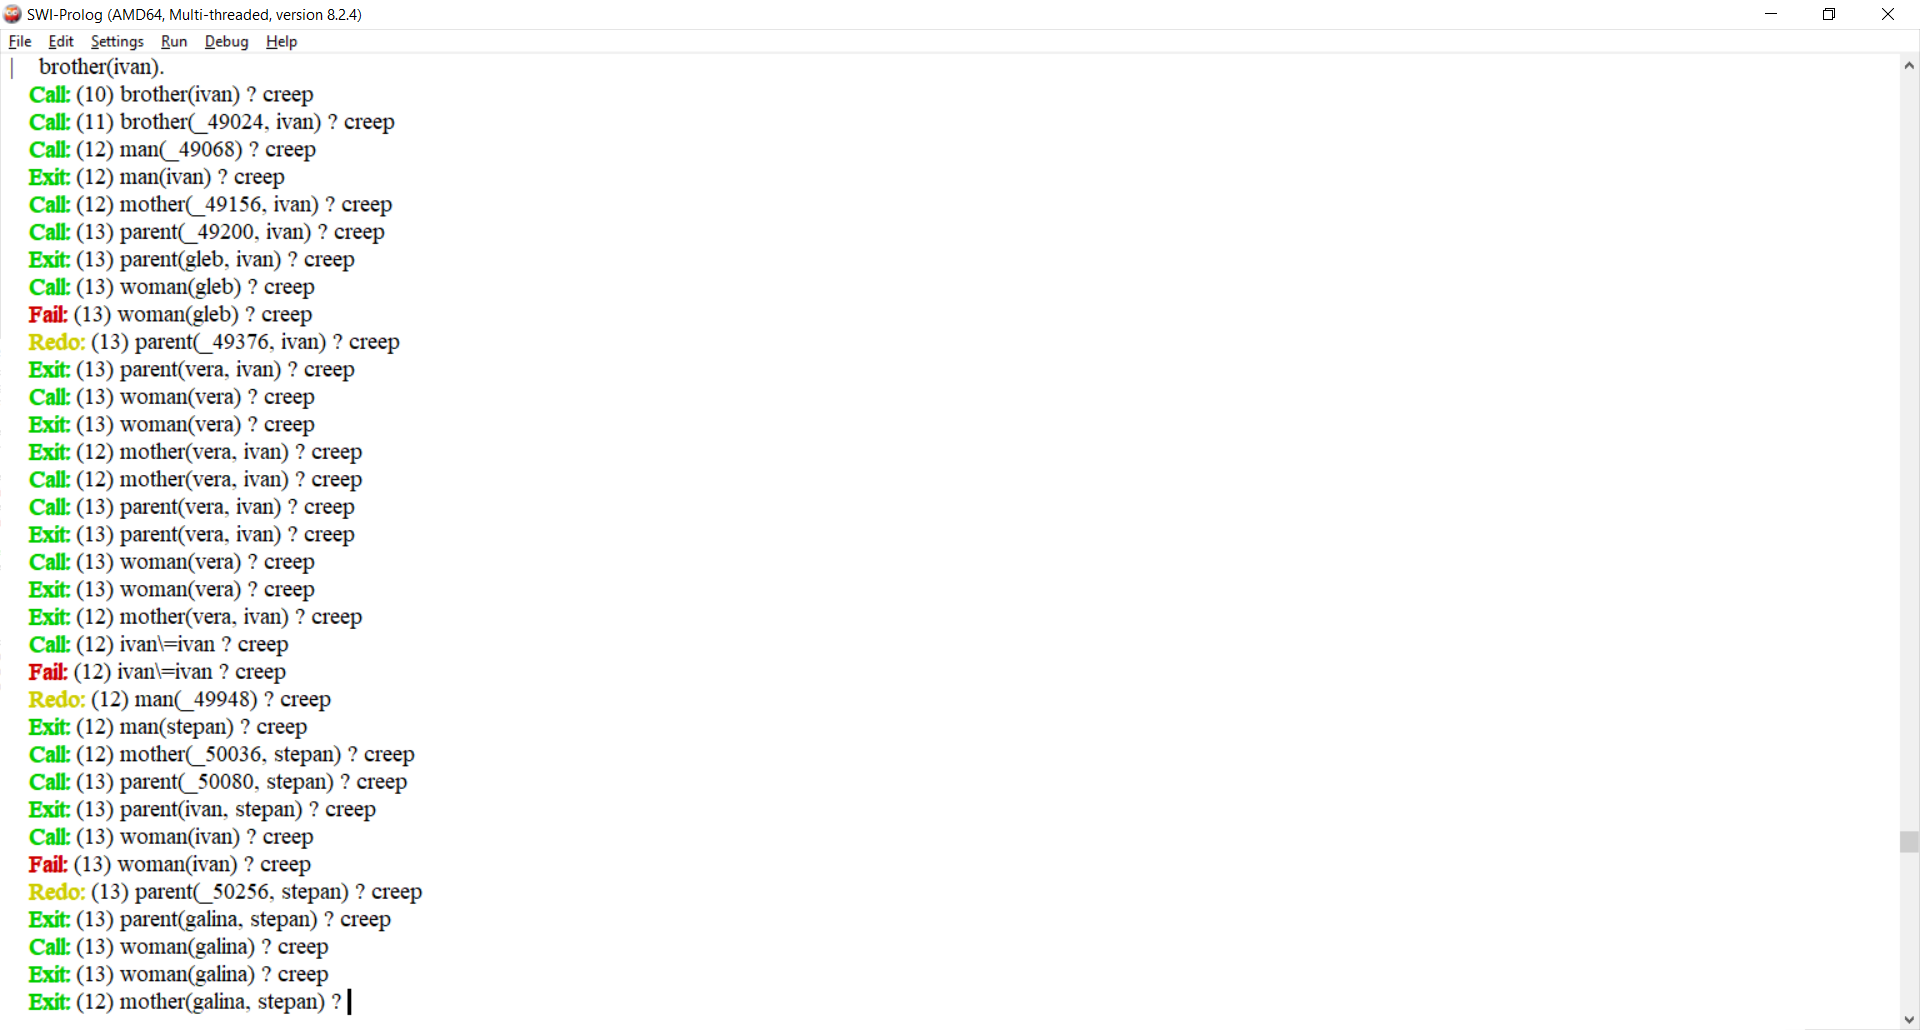 SWI-Prolog (AMD64, Multi-threaded, version 8.2.4)
File Edit Settings Run Debug Help
| brother(ivan).
Call: (10) brother(ivan) ? creep
Call: (11) brother(_49024, ivan) ? creep
Call: (12) man(_49068) ? creep
Exit: (12) man(ivan) ? creep
Call: (12) mother(_49156, ivan) ? creep
Call: (13) parent(_49200, ivan) ? creep
Exit: (13) parent(gleb, ivan) ? creep
Call: (13) woman(gleb) ? creep
Fail: (13) woman(gleb) ? creep
Redo: (13) parent(_49376, ivan) ? creep
Exit: (13) parent(vera, ivan) ? creep
Call: (13) woman(vera) ? creep
Exit: (13) woman(vera) ? creep
Exit: (12) mother(vera, ivan) ? creep
Call: (12) mother(vera, ivan) ? creep
Call: (13) parent(vera, ivan) ? creep
Exit: (13) parent(vera, ivan) ? creep
Call: (13) woman(vera) ? creep
Exit: (13) woman(vera) ? creep
Exit: (12) mother(vera, ivan) ? creep
Call: (12) ivan\=ivan ? creep
Fail: (12) ivan\=ivan ? creep
Redo: (12) man(_49948) ? creep
Exit: (12) man(stepan) ? creep
Call: (12) mother(_50036, stepan) ? creep
Call: (13) parent(_50080, stepan) ? creep
Exit: (13) parent(ivan, stepan) ? creep
Call: (13) woman(ivan) ? creep
Fail: (13) woman(ivan) ? creep
Redo: (13) parent(_50256, stepan) ? creep
Exit: (13) parent(galina, stepan) ? creep
Call: (13) woman(galina) ? creep
Exit: (13) woman(galina) ? creep
Exit: (12) mother(galina, stepan) ?